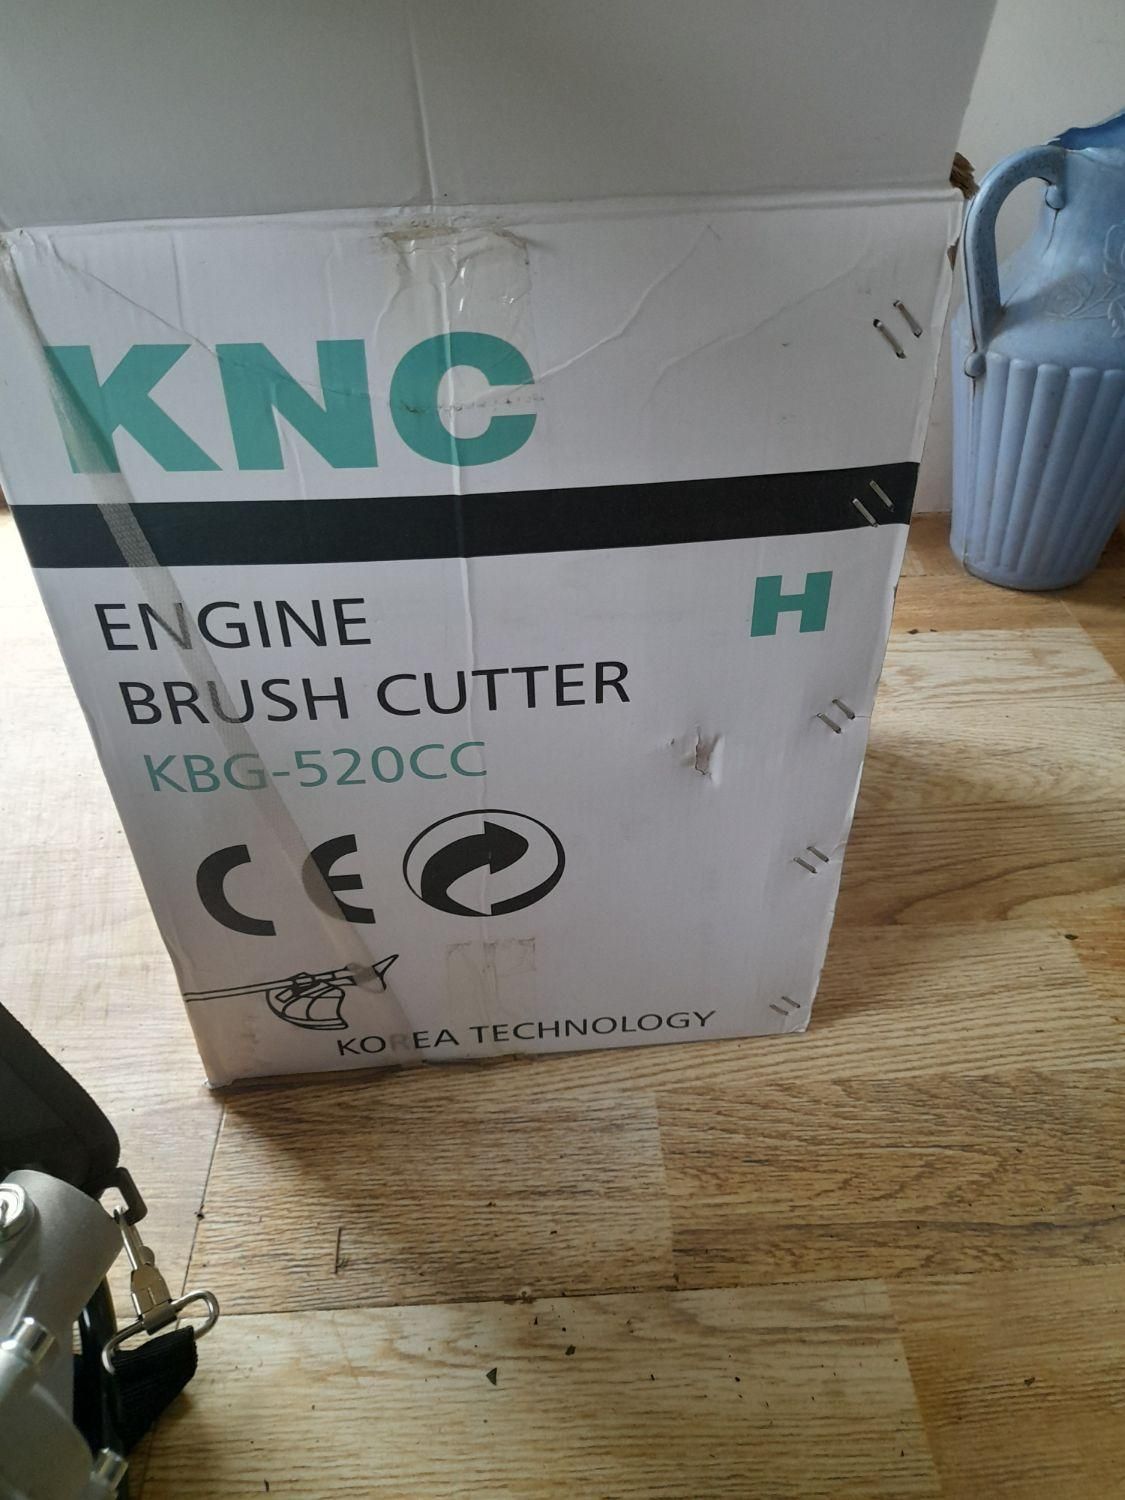 KNC
H
ENGINE
BRUSH CUTTER
KBG-520CC
CE
KOREA TECHNOLOGY